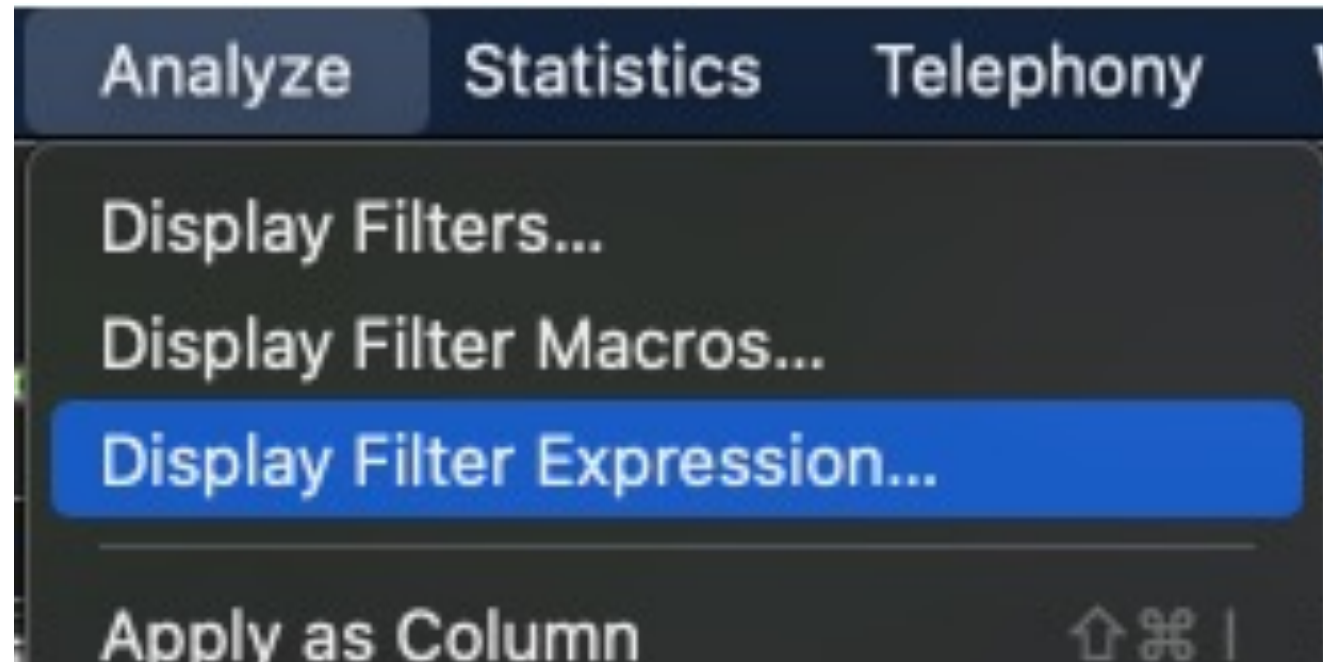 Analyze Statistics Telephony
Display Filters...
Display Filter Macros...
Display Filter Expression...
Apply as Column ⇧⌘I